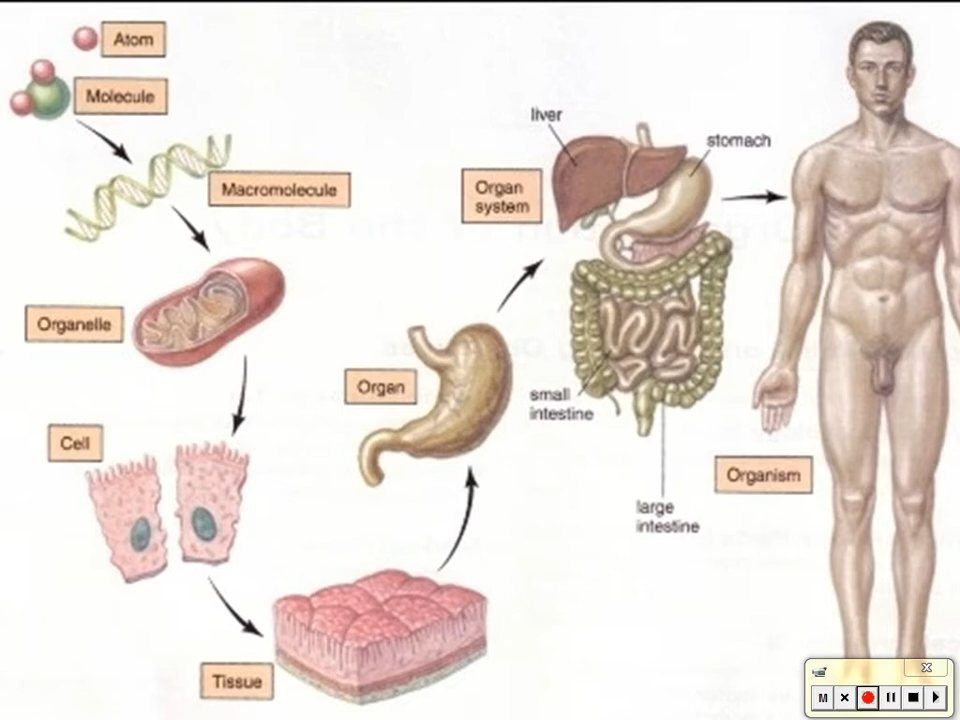 Atom
Molecule
Macromolecule
Organelle
Cell
Tissue
Organ
Organ
system
liver
stomach
small
intestine
large
intestine
Organism
M